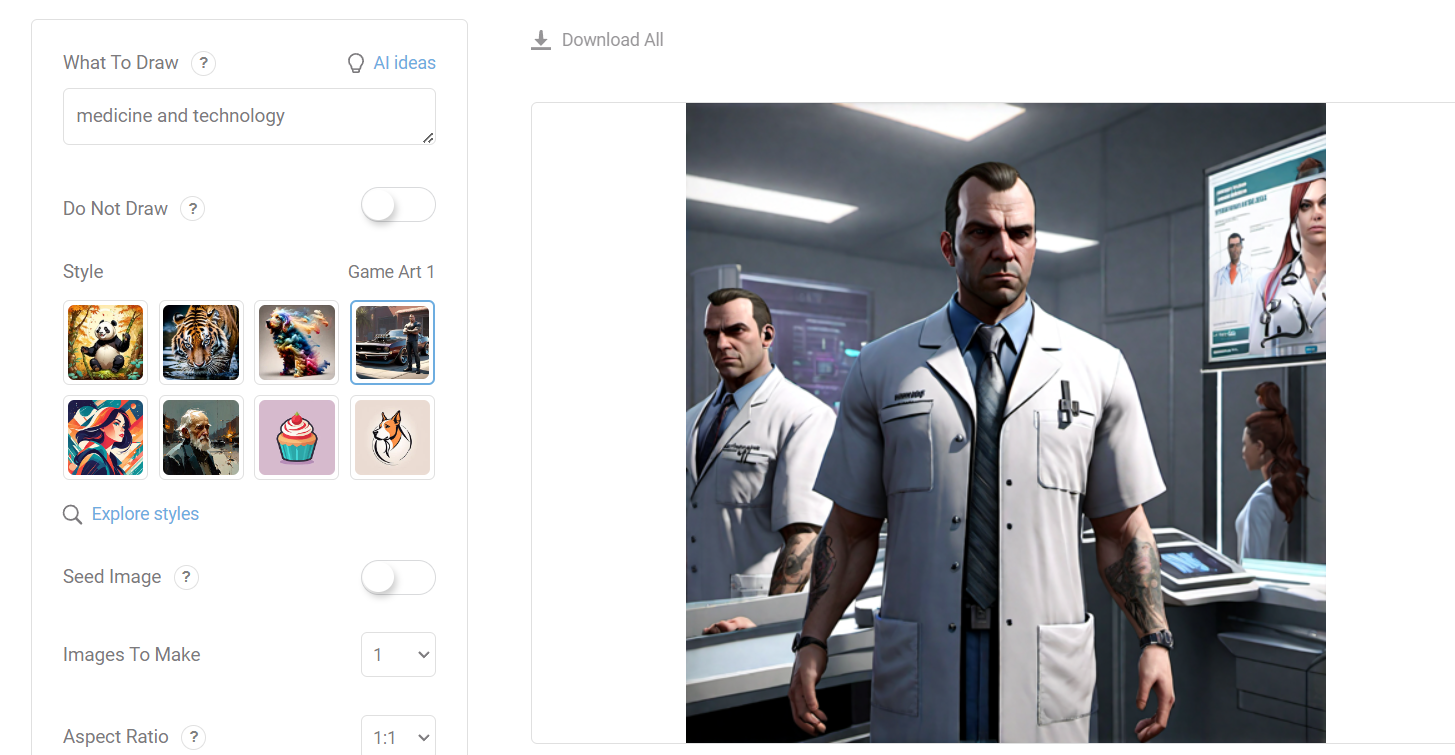 What To Draw ?
AI ideas
medicine and technology
Do Not Draw ?
Style
Game Art 1
Explore styles
Seed Image ?
Images To Make
1
Aspect Ratio ?
1:1
Download All